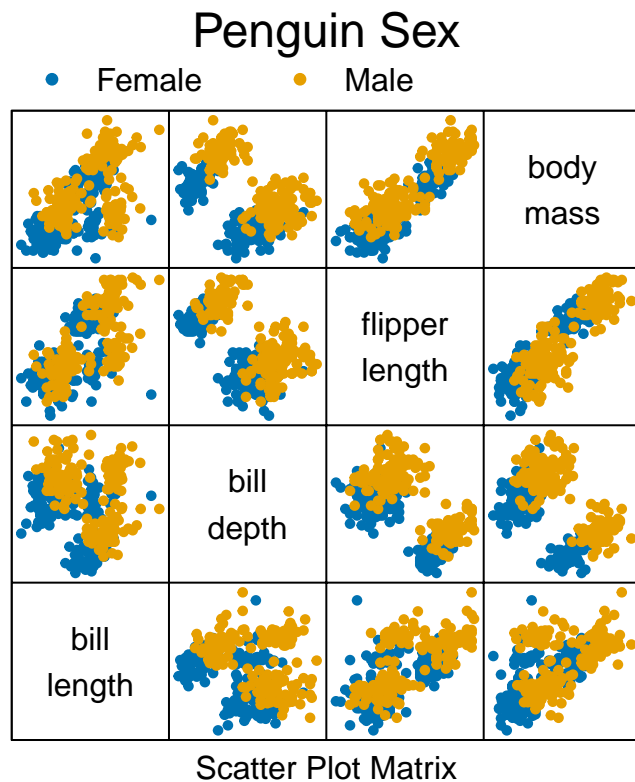 Penguin Sex
Female Male
body
mass
flipper
length
bill
depth
bill
length
Scatter Plot Matrix